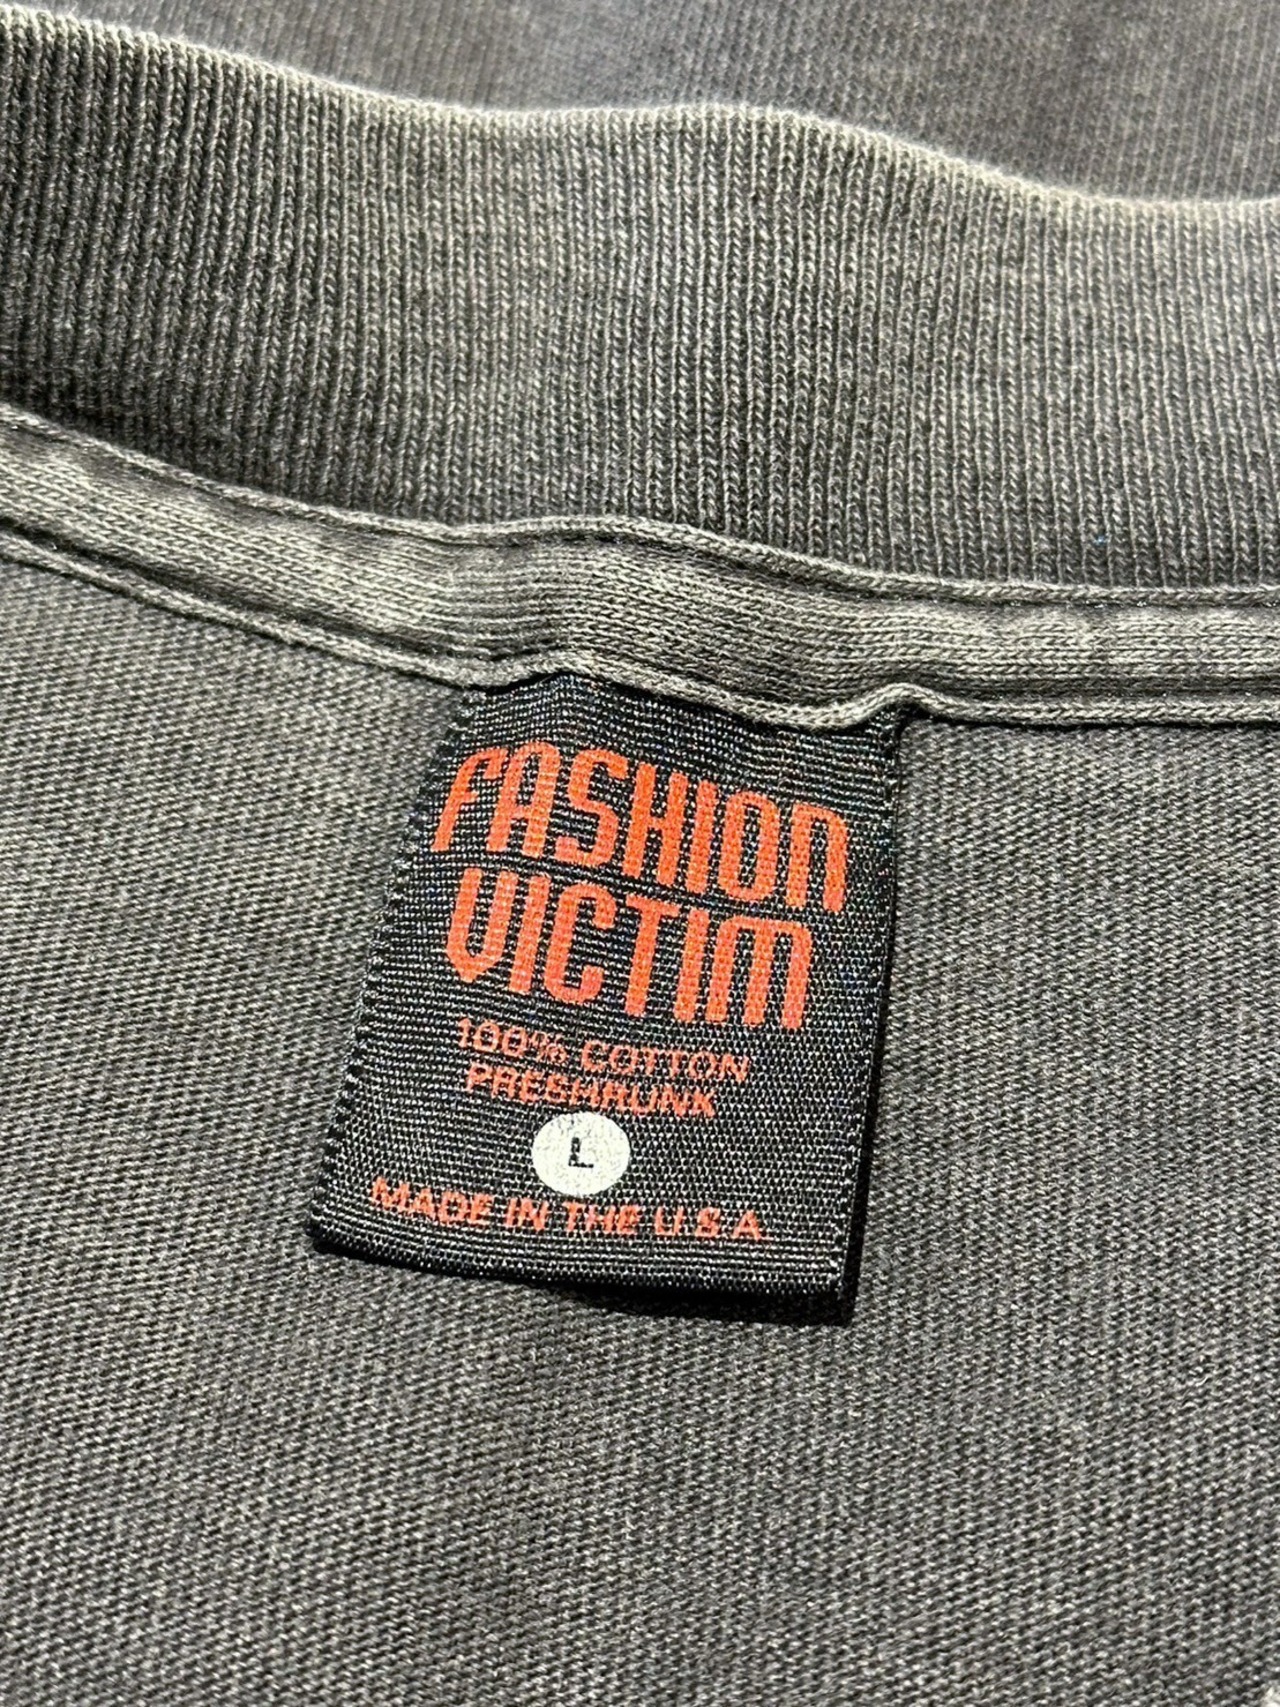 FASHION
VICTIM
100% COTTON
PRESHRUNK
L
MADE IN THE U.S.A